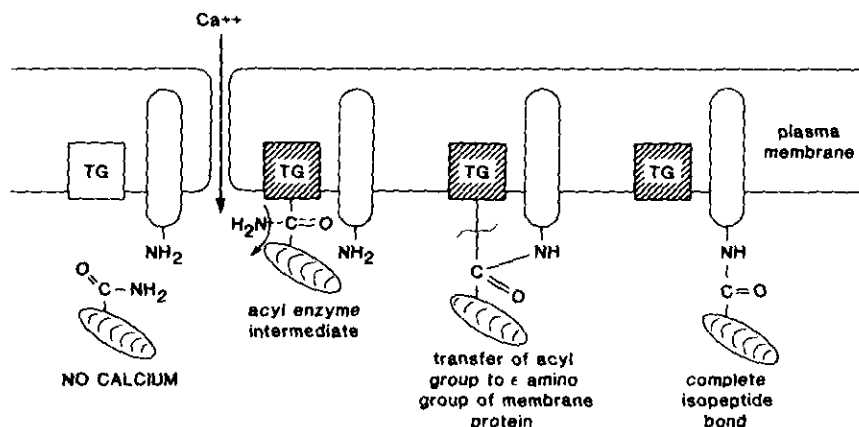 Ca++
TG
TG
TG
TG
plasma
membrane
NH2
O
C-NH2
NO CALCIUM
H2N-C=O
NH2
acyl enzyme
intermediate
NH
C
O
transfer of acyl
group to ε amino
group of membrane
protein
NH
C=O
complete
isopeptide
bond